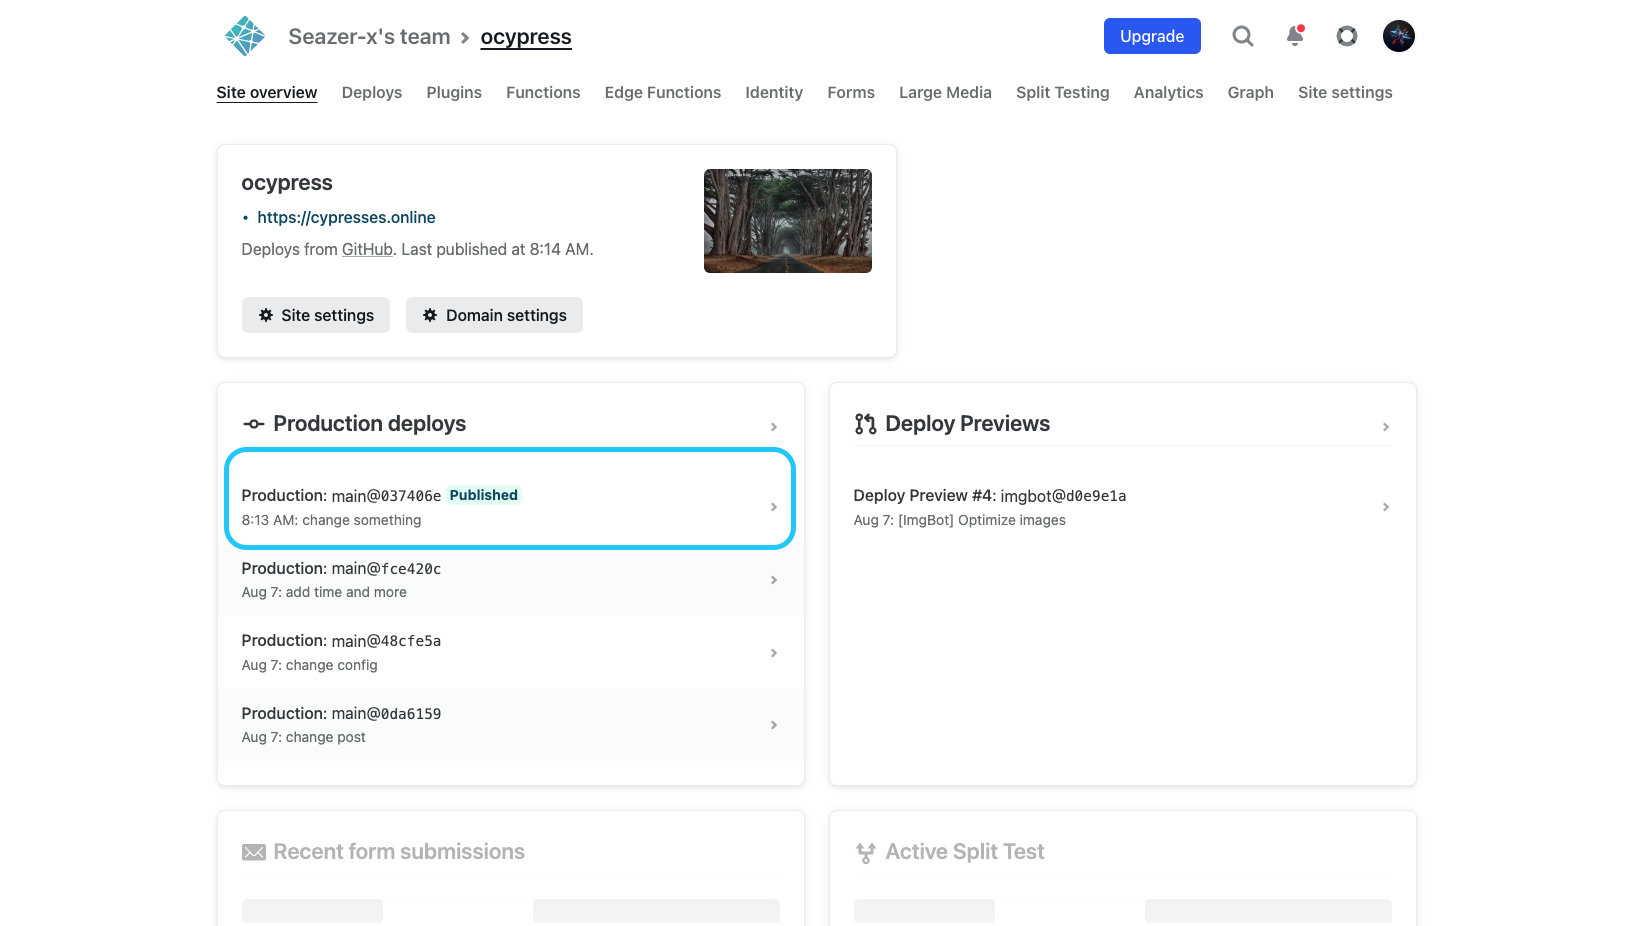 Seazer-x's team > ocypress
Upgrade
Site overview Deploys Plugins Functions Edge Functions Identity Forms Large Media Split Testing Analytics Graph Site settings
ocypress
• https://cypresses.online
Deploys from GitHub. Last published at 8:14 AM.
Site settings Domain settings
Production deploys
Production: main@037406e Published
8:13 AM: change something
Production: main@fce420c
Aug 7: add time and more
Production: main@48cfe5a
Aug 7: change config
Production: main@0da6159
Aug 7: change post
Deploy Previews
Deploy Preview #4: imgbot@d0e9e1a
Aug 7: [ImgBot] Optimize images
Recent form submissions
Active Split Test